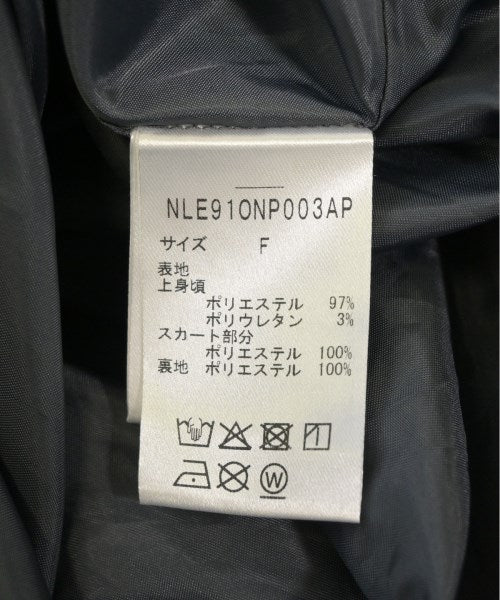 NLE910NP003AP
サイズ F
表地
上身頃
ポリエステル 97%
ポリウレタン 3%
スカート部分
ポリエステル 100%
裏地 ポリエステル 100%
W